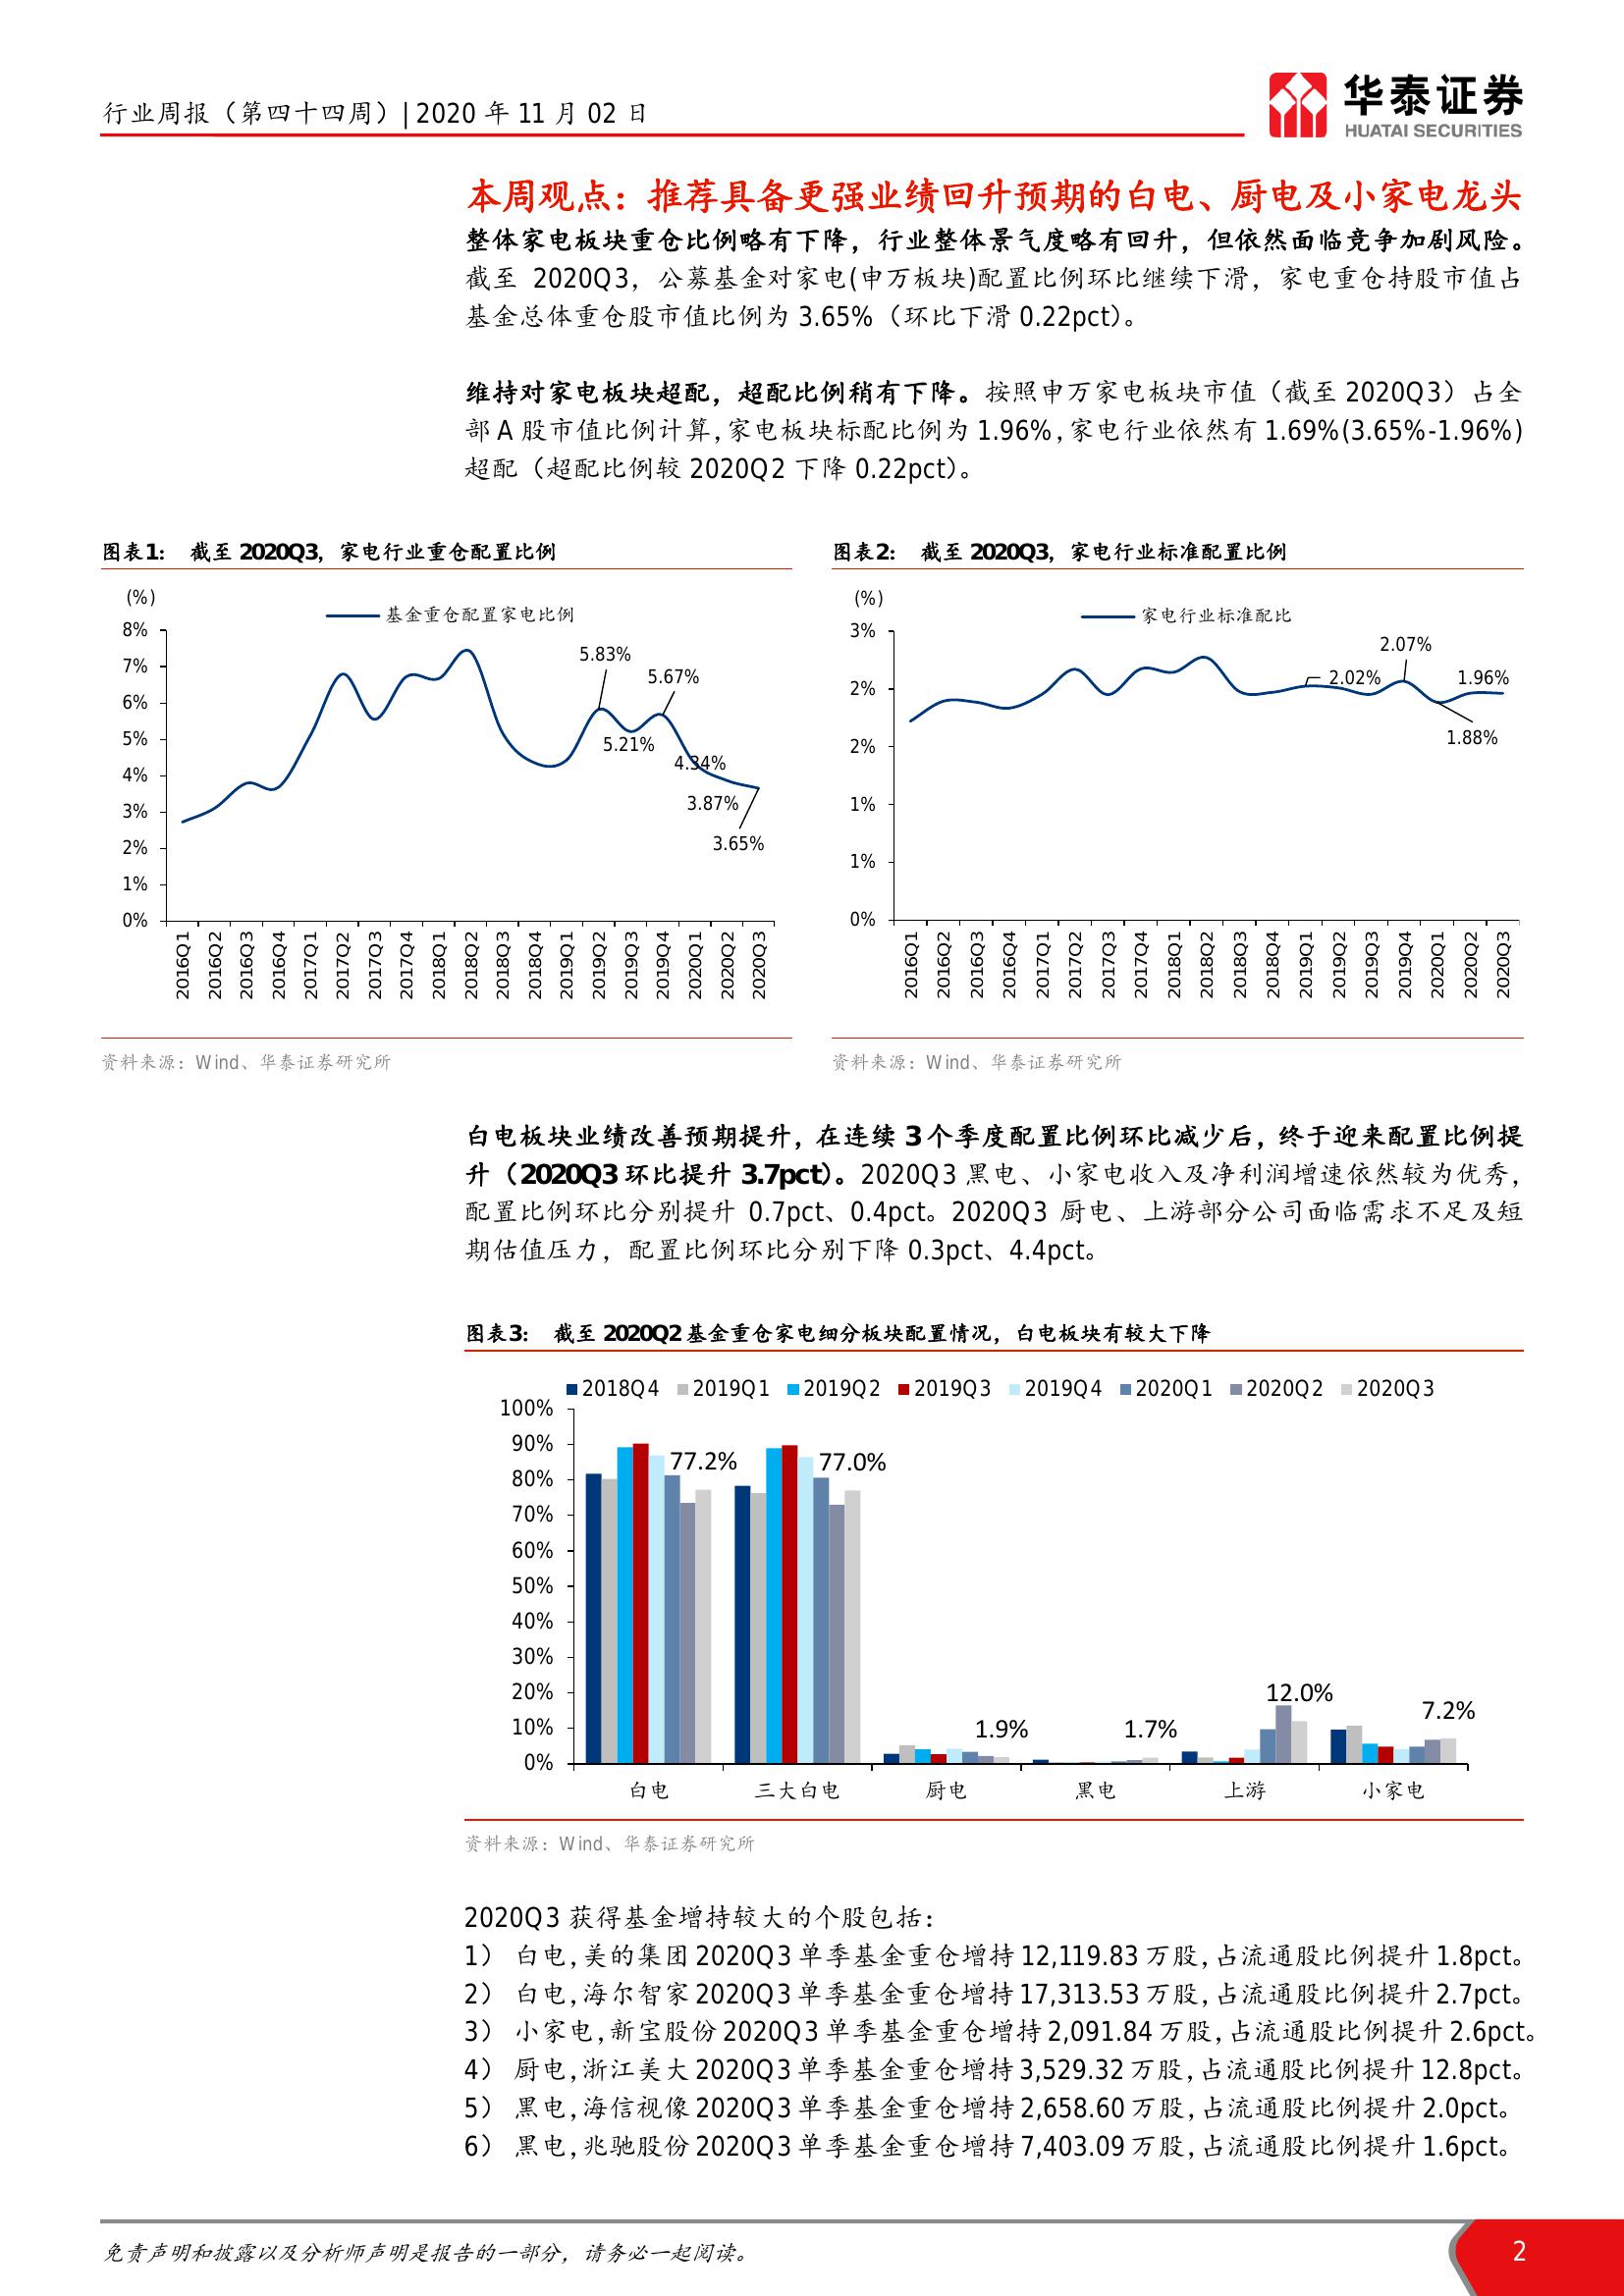 行业周报（第四十四周）| 2020 年 11 月 02 日
华泰证券
HUATAI SECURITIES
本周观点：推荐具备更强业绩回升预期的白电、厨电及小家电龙头
整体家电板块重仓比例略有下降，行业整体景气度略有回升，但依然面临竞争加剧风险。
截至 2020Q3，公募基金对家电(申万板块)配置比例环比继续下滑，家电重仓持股市值占
基金总体重仓股市值比例为 3.65%（环比下滑 0.22pct）。
维持对家电板块超配，超配比例稍有下降。按照申万家电板块市值（截至 2020Q3）占全
部 A 股市值比例计算，家电板块标配比例为 1.96%，家电行业依然有 1.69%(3.65%-1.96%)
超配（超配比例较 2020Q2 下降 0.22pct）。
图表1： 截至 2020Q3，家电行业重仓配置比例
(%)
基金重仓配置家电比例
8%
7%
6%
5%
4%
3%
2%
1%
0%
5.83%
5.67%
5.21%
4.34%
3.87%
3.65%
2016Q1
2016Q2
2016Q3
2016Q4
2017Q1
2017Q2
2017Q3
2017Q4
2018Q1
2018Q2
2018Q3
2018Q4
2019Q1
2019Q2
2019Q3
2019Q4
2020Q1
2020Q2
2020Q3
资料来源：Wind、华泰证券研究所
图表2： 截至 2020Q3，家电行业标准配置比例
(%)
家电行业标准配比
3%
2%
2%
1%
1%
0%
2.07%
2.02%
1.96%
1.88%
2016Q1
2016Q2
2016Q3
2016Q4
2017Q1
2017Q2
2017Q3
2017Q4
2018Q1
2018Q2
2018Q3
2018Q4
2019Q1
2019Q2
2019Q3
2019Q4
2020Q1
2020Q2
2020Q3
资料来源：Wind、华泰证券研究所
白电板块业绩改善预期提升，在连续 3 个季度配置比例环比减少后，终于迎来配置比例提
升（2020Q3 环比提升 3.7pct）。2020Q3 黑电、小家电收入及净利润增速依然较为优秀，
配置比例环比分别提升 0.7pct、0.4pct。2020Q3 厨电、上游部分公司面临需求不足及短
期估值压力，配置比例环比分别下降 0.3pct、4.4pct。
图表3： 截至 2020Q2 基金重仓家电细分板块配置情况，白电板块有较大下降
2018Q4 2019Q1 2019Q2 2019Q3 2019Q4 2020Q1 2020Q2 2020Q3
100%
90%
80%
70%
60%
50%
40%
30%
20%
10%
0%
77.2%
77.0%
1.9%
1.7%
12.0%
7.2%
白电 三大白电 厨电 黑电 上游 小家电
资料来源：Wind、华泰证券研究所
2020Q3 获得基金增持较大的个股包括：
1） 白电，美的集团 2020Q3 单季基金重仓增持 12,119.83 万股，占流通股比例提升 1.8pct。
2） 白电，海尔智家 2020Q3 单季基金重仓增持 17,313.53 万股，占流通股比例提升 2.7pct。
3） 小家电，新宝股份 2020Q3 单季基金重仓增持 2,091.84 万股，占流通股比例提升 2.6pct。
4） 厨电，浙江美大 2020Q3 单季基金重仓增持 3,529.32 万股，占流通股比例提升 12.8pct。
5） 黑电，海信视像 2020Q3 单季基金重仓增持 2,658.60 万股，占流通股比例提升 2.0pct。
6） 黑电，兆驰股份 2020Q3 单季基金重仓增持 7,403.09 万股，占流通股比例提升 1.6pct。
免责声明和披露以及分析师声明是报告的一部分，请务必一起阅读。
2